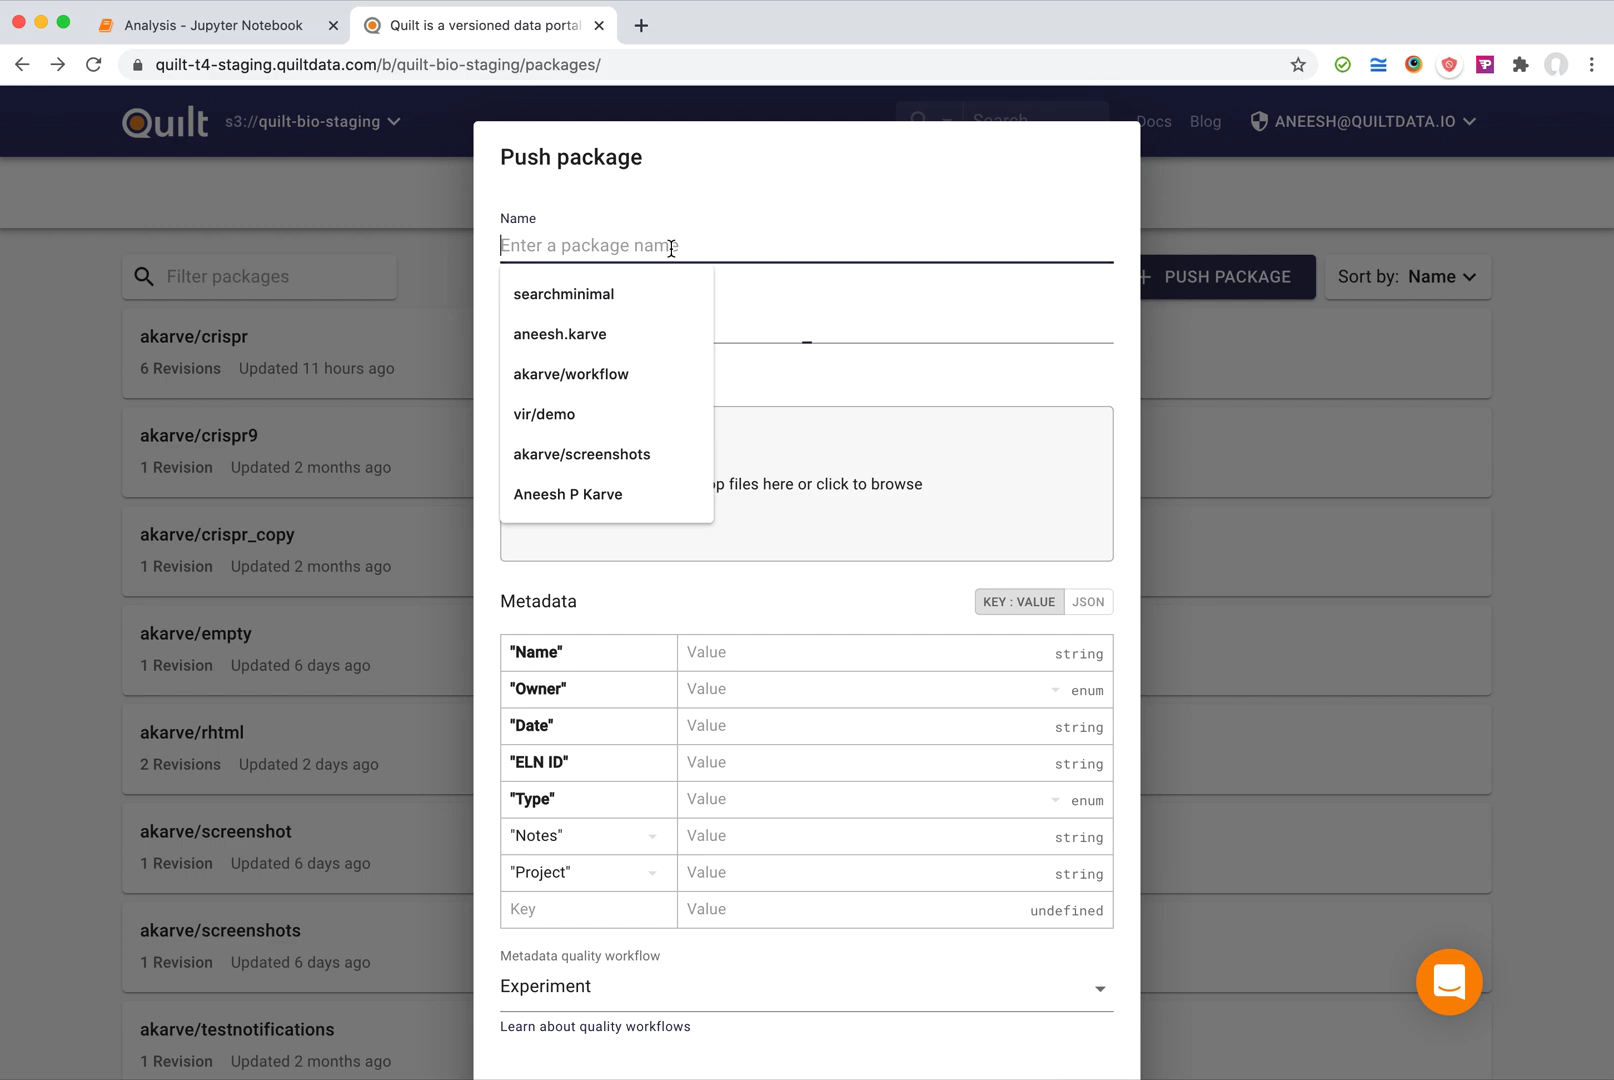 Analysis - Jupyter Notebook
Quilt is a versioned data portal
quilt-t4-staging.quiltdata.com/b/quilt-bio-staging/packages/
Quilt s3://quilt-bio-staging Search Docs Blog ANEESH@QUILTDATA.IO
Filter packages
PUSH PACKAGE
Sort by: Name
akarve/crispr
6 Revisions Updated 11 hours ago
akarve/crispr9
1 Revision Updated 2 months ago
akarve/crispr_copy
1 Revision Updated 2 months ago
akarve/empty
1 Revision Updated 6 days ago
akarve/rhtml
2 Revisions Updated 2 days ago
akarve/screenshot
1 Revision Updated 6 days ago
akarve/screenshots
1 Revision Updated 6 days ago
akarve/testnotifications
1 Revision Updated 2 months ago
Push package
Name
Enter a package name
searchminimal
aneesh.karve
akarve/workflow
vir/demo
akarve/screenshots
Aneesh P Karve
files here or click to browse
Metadata
KEY : VALUE JSON
"Name" Value string
"Owner" Value enum
"Date" Value string
"ELN ID" Value string
"Type" Value enum
"Notes" Value string
"Project" Value string
Key Value undefined
Metadata quality workflow
Experiment
Learn about quality workflows